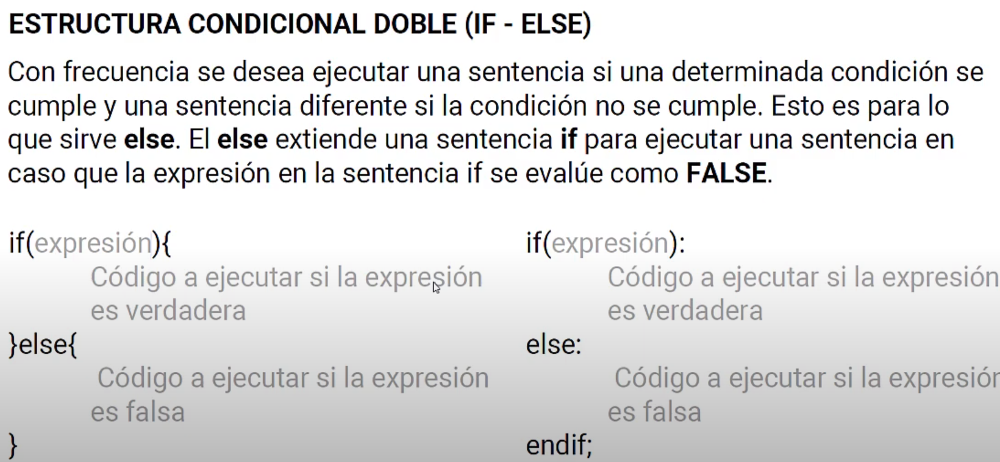 ESTRUCTURA CONDICIONAL DOBLE (IF - ELSE)
Con frecuencia se desea ejecutar una sentencia si una determinada condición se
cumple y una sentencia diferente si la condición no se cumple. Esto es para lo
que sirve else. El else extiende una sentencia if para ejecutar una sentencia en
caso que la expresión en la sentencia if se evalúe como FALSE.
if(expresión){
Código a ejecutar si la expresión
es verdadera
}else{
Código a ejecutar si la expresión
es falsa
}
if(expresión):
Código a ejecutar si la expresión
es verdadera
else:
Código a ejecutar si la expresión
es falsa
endif;